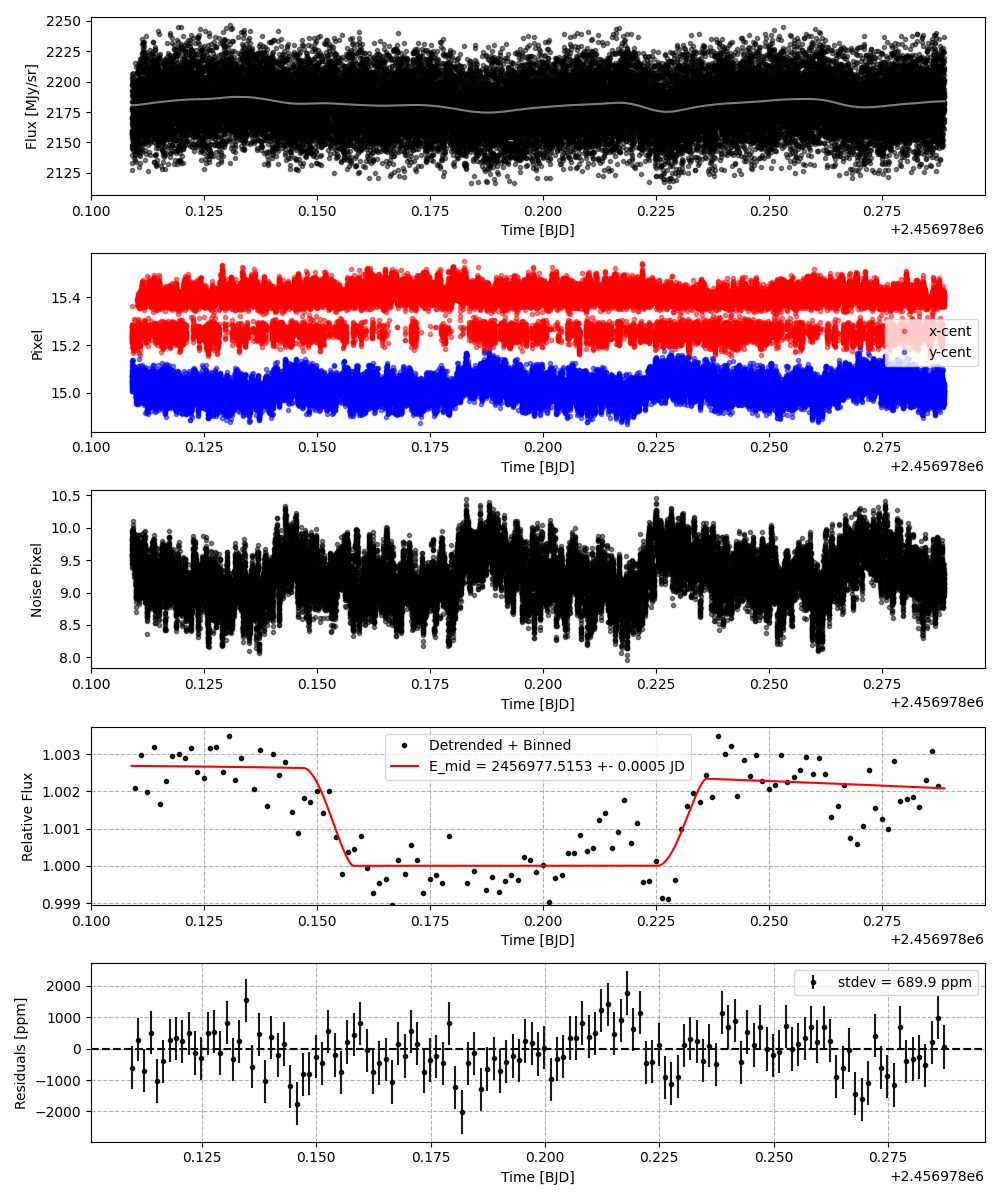 2250
2225
2200
2175
2150
2125
Flux [MJy/sr]
0.100 0.125 0.150 0.175 0.200 0.225 0.250 0.275
Time [BJD]
+2.456978e6
15.4
15.2
15.0
Pixel
x-cent
y-cent
0.100 0.125 0.150 0.175 0.200 0.225 0.250 0.275
Time [BJD]
+2.456978e6
10.5
10.0
9.5
9.0
8.5
8.0
Noise Pixel
0.100 0.125 0.150 0.175 0.200 0.225 0.250 0.275
Time [BJD]
+2.456978e6
1.003
1.002
1.001
1.000
0.999
Relative Flux
Detrended + Binned
E_mid = 2456977.5153 +- 0.0005 JD
0.100 0.125 0.150 0.175 0.200 0.225 0.250 0.275
Time [BJD]
+2.456978e6
2000
1000
0
−1000
−2000
Residuals [ppm]
stdev = 689.9 ppm
0.125 0.150 0.175 0.200 0.225 0.250 0.275
Time [BJD]
+2.456978e6